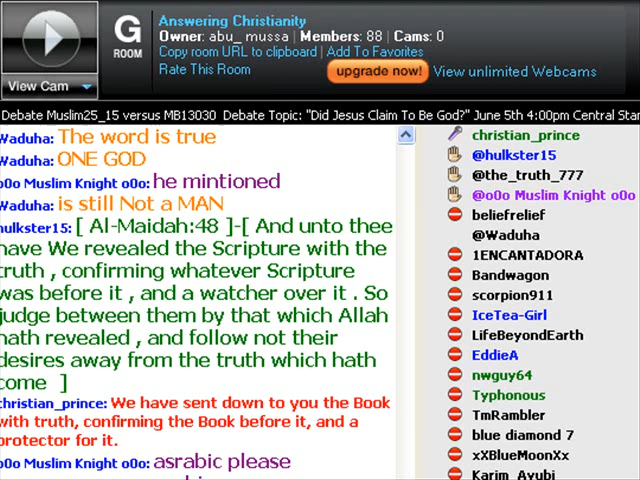 Answering Christianity
Owner: abu_ mussa | Members: 88 | Cams: 0
Copy room URL to clipboard | Add To Favorites
Rate This Room
upgrade now!
View unlimited Webcams
G
ROOM
View Cam
Debate Muslim25_15 versus MB13030 Debate Topic: "Did Jesus Claim To Be God?" June 5th 4:00pm Central
Waduha: The word is true
Waduha: ONE GOD
o0o Muslim Knight o0o: he mintioned
Waduha: is still Not a MAN
hulkster15: [ Al-Maidah:48 ]-[ And unto thee
have We revealed the Scripture with the
truth , confirming whatever Scripture
was before it , and a watcher over it . So
judge between them by that which Allah
hath revealed , and follow not their
desires away from the truth which hath
come ]
christian_prince: We have sent down to you the Book
with truth, confirming the Book before it, and a
protector for it.
o0o Muslim Knight o0o: asrabic please
christian_prince
@hulkster15
@the_truth_777
@o0o Muslim Knight o0o
beliefrelief
@Waduha
1ENCANTADORA
Bandwagon
scorpion911
IceTea-Girl
LifeBeyondEarth
EddieA
nwguy64
Typhonous
TmRambler
blue diamond 7
xXBlueMoonXx
Karim_Ayubi